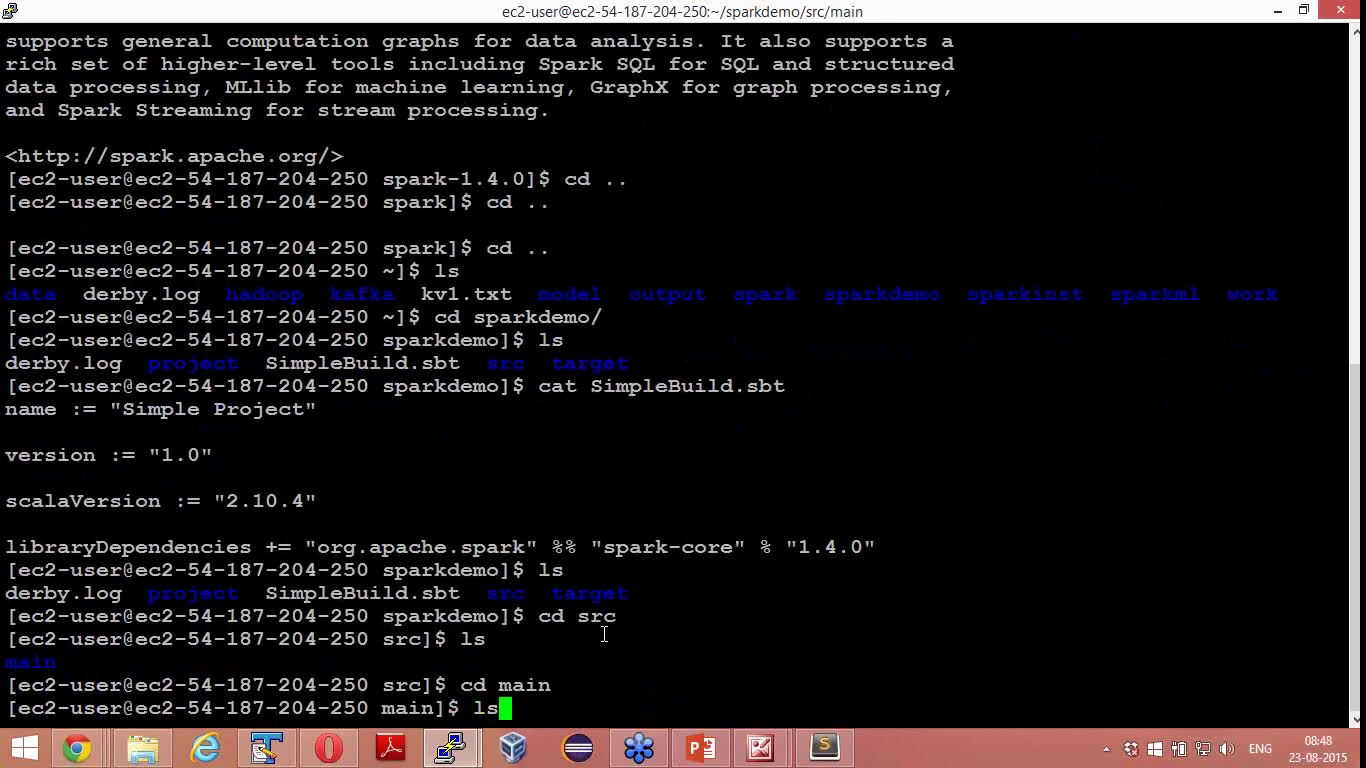 ec2-user@ec2-54-187-204-250:~/sparkdemo/src/main
supports general computation graphs for data analysis. It also supports a
rich set of higher-level tools including Spark SQL for SQL and structured
data processing, MLlib for machine learning, GraphX for graph processing,
and Spark Streaming for stream processing.
<http://spark.apache.org/>
[ec2-user@ec2-54-187-204-250 spark-1.4.0]$ cd ..
[ec2-user@ec2-54-187-204-250 spark]$ cd ..
[ec2-user@ec2-54-187-204-250 spark]$ cd ..
[ec2-user@ec2-54-187-204-250 ~]$ ls
data derby.log hadoop kafka kv1.txt model output spark sparkdemo sparkinst sparkml work
[ec2-user@ec2-54-187-204-250 ~]$ cd sparkdemo/
[ec2-user@ec2-54-187-204-250 sparkdemo]$ ls
derby.log project SimpleBuild.sbt src target
[ec2-user@ec2-54-187-204-250 sparkdemo]$ cat SimpleBuild.sbt
name := "Simple Project"
version := "1.0"
scalaVersion := "2.10.4"
libraryDependencies += "org.apache.spark" %% "spark-core" % "1.4.0"
[ec2-user@ec2-54-187-204-250 sparkdemo]$ ls
derby.log project SimpleBuild.sbt src target
[ec2-user@ec2-54-187-204-250 sparkdemo]$ cd src
[ec2-user@ec2-54-187-204-250 src]$ ls
main
[ec2-user@ec2-54-187-204-250 src]$ cd main
[ec2-user@ec2-54-187-204-250 main]$ ls
ENG
08:48
23-08-2015